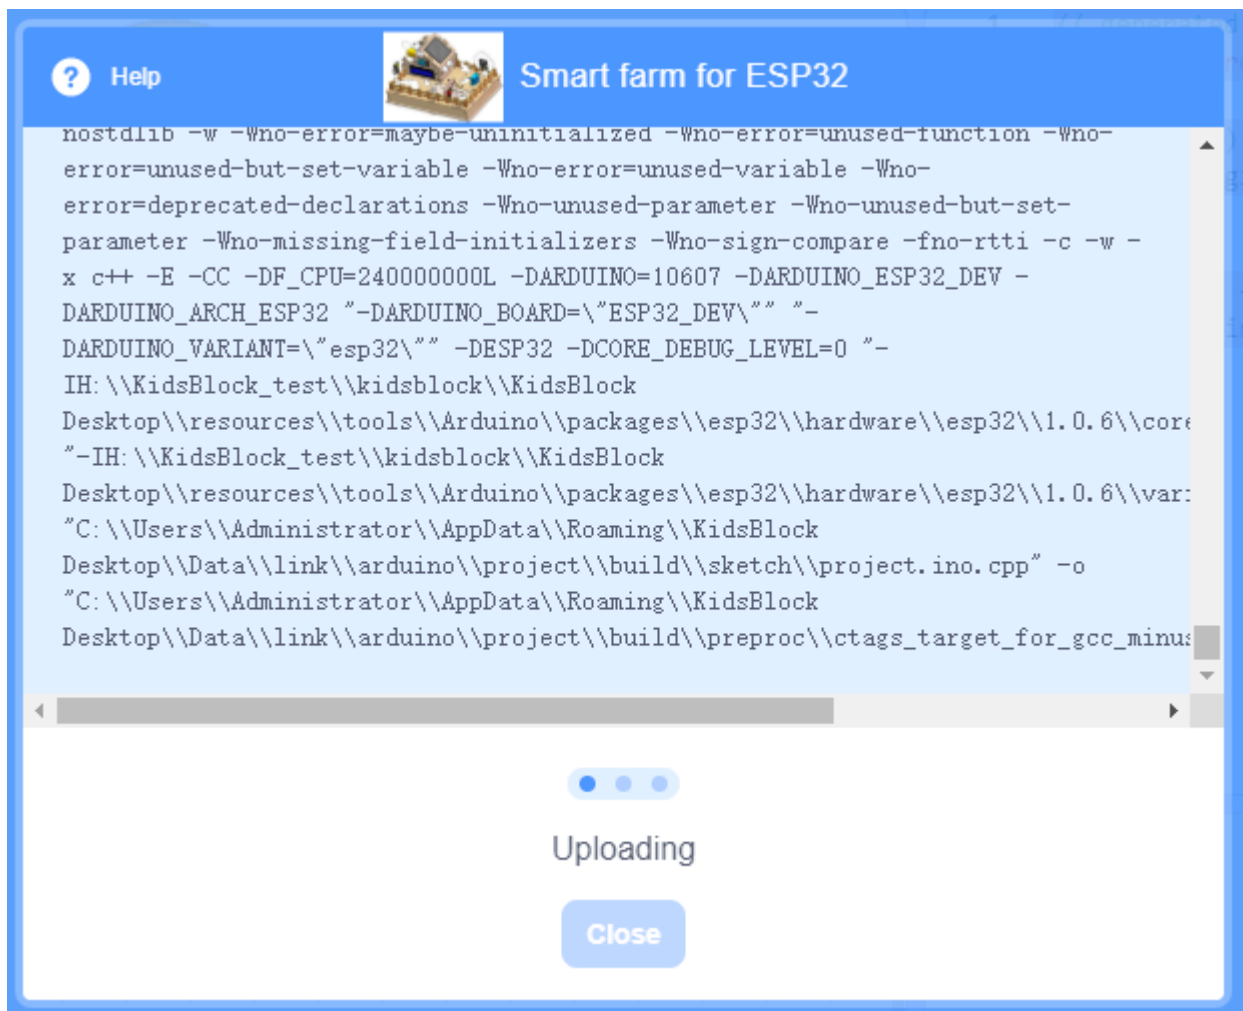 1 // generated
Help
Smart farm for ESP32
nostdlib -w -Wno-error=maybe-uninitialized -Wno-error=unused-function -Wno-
error=unused-but-set-variable -Wno-error=unused-variable -Wno-
error=deprecated-declarations -Wno-unused-parameter -Wno-unused-but-set-
parameter -Wno-missing-field-initializers -Wno-sign-compare -fno-rtti -c -w -
x c++ -E -CC -DF_CPU=240000000L -DARDUINO=10607 -DARDUINO_ESP32_DEV -
DARDUINO_ARCH_ESP32 "-DARDUINO_BOARD=\"ESP32_DEV\"" "-
DARDUINO_VARIANT=\"esp32\"" -DESP32 -DCORE_DEBUG_LEVEL=0 "-
IH:\\KidsBlock_test\\kidsblock\\KidsBlock
Desktop\\resources\\tools\\Arduino\\packages\\esp32\\hardware\\esp32\\1.0.6\\core
"-IH:\\KidsBlock_test\\kidsblock\\KidsBlock
Desktop\\resources\\tools\\Arduino\\packages\\esp32\\hardware\\esp32\\1.0.6\\vari
"C:\\Users\\Administrator\\AppData\\Roaming\\KidsBlock
Desktop\\Data\\link\\arduino\\project\\build\\sketch\\project.ino.cpp" -o
"C:\\Users\\Administrator\\AppData\\Roaming\\KidsBlock
Desktop\\Data\\link\\arduino\\project\\build\\preproc\\ctags_target_for_gcc_minus
Uploading
Close